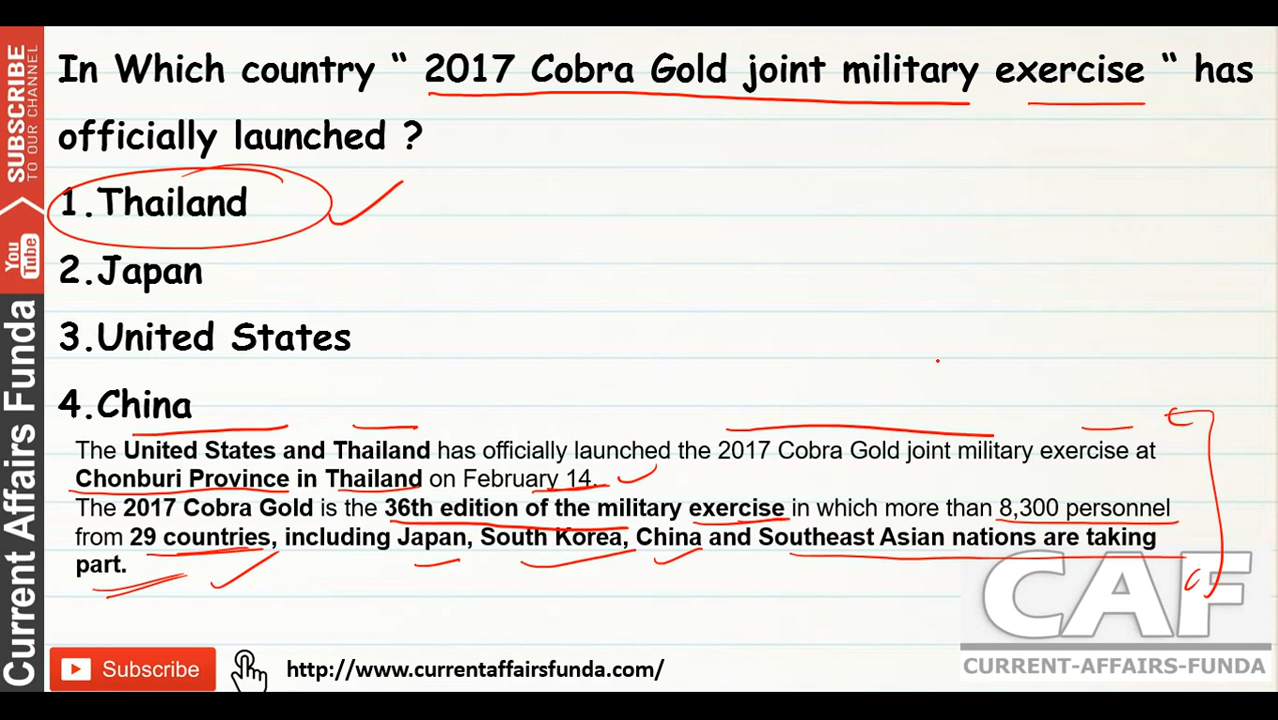 In Which country “ 2017 Cobra Gold joint military exercise “ has
officially launched ?
1.Thailand
2.Japan
3.United States
4.China
The United States and Thailand has officially launched the 2017 Cobra Gold joint military exercise at
Chonburi Province in Thailand on February 14.
The 2017 Cobra Gold is the 36th edition of the military exercise in which more than 8,300 personnel
from 29 countries, including Japan, South Korea, China and Southeast Asian nations are taking
part.
Subscribe
http://www.currentaffairsfunda.com/
CAF
CURRENT-AFFAIRS-FUNDA
SUBSCRIBE
TO OUR CHANNEL
You
Tube
Current Affairs Funda